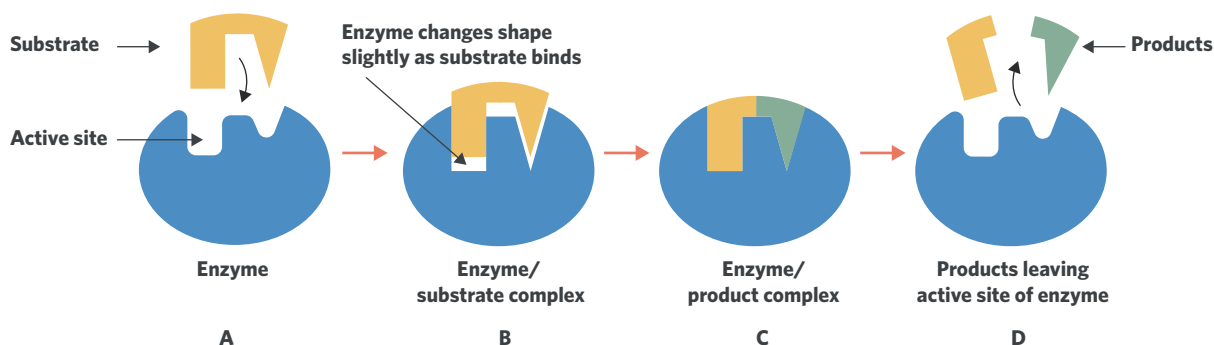 Substrate
Enzyme changes shape
slightly as substrate binds
Products
Active site
Enzyme
Enzyme/
substrate complex
Enzyme/
product complex
Products leaving
active site of enzyme
A
B
C
D